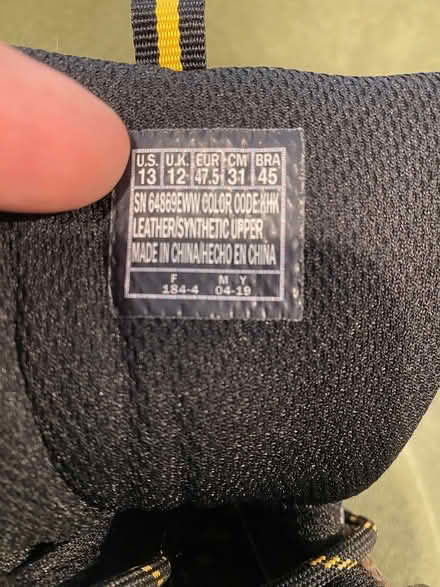 U.S. U.K. EUR CM BRA
13 12 47.5 31 45
SN 64869EWW COLOR CODE:KHK
LEATHER/SYNTHETIC UPPER
MADE IN CHINA/HECHO EN CHINA
F M Y
184-4 04-19